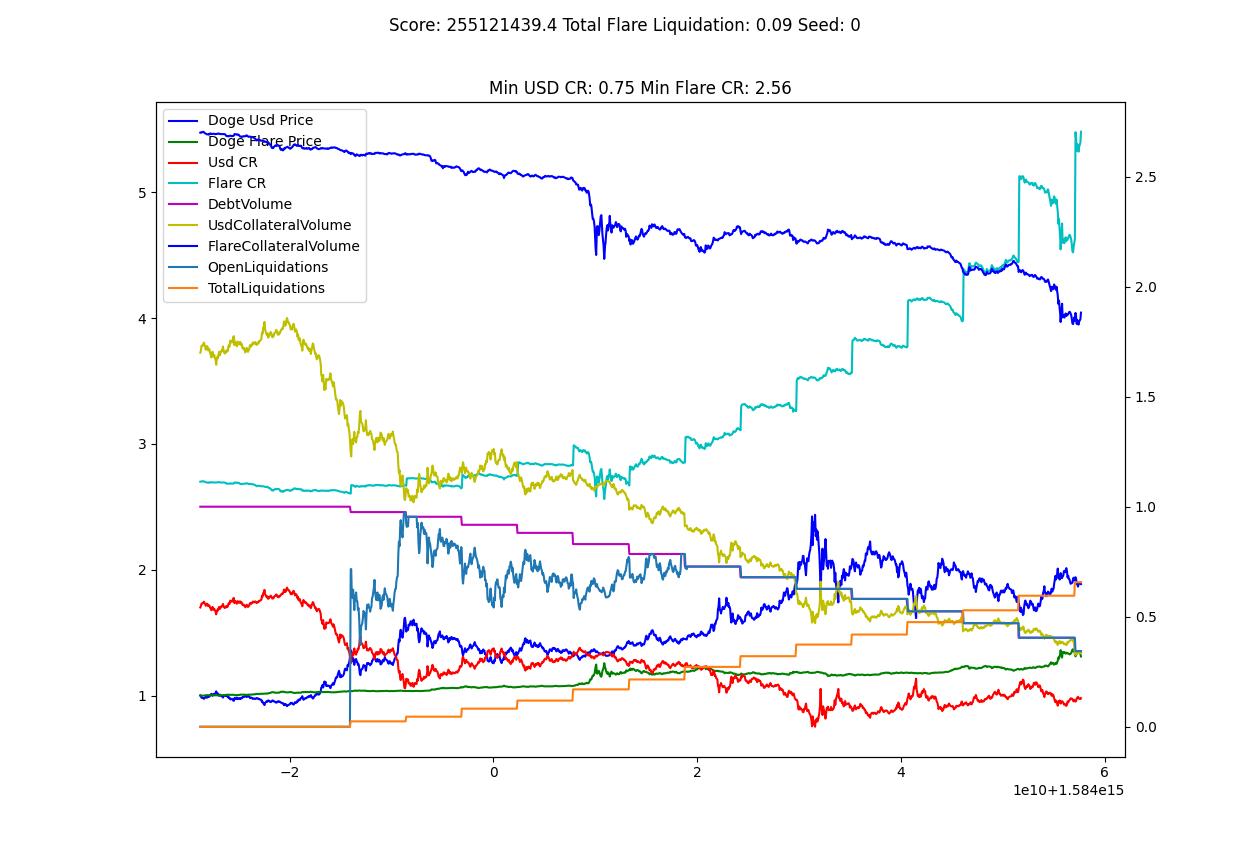 Score: 255121439.4 Total Flare Liquidation: 0.09 Seed: 0
Min USD CR: 0.75 Min Flare CR: 2.56
Doge Usd Price
Doge Flare Price
Usd CR
Flare CR
DebtVolume
UsdCollateralVolume
FlareCollateralVolume
OpenLiquidations
TotalLiquidations
5
4
3
2
1
2.5
2.0
1.5
1.0
0.5
0.0
−2 0 2 4 6
1e10+1.584e15